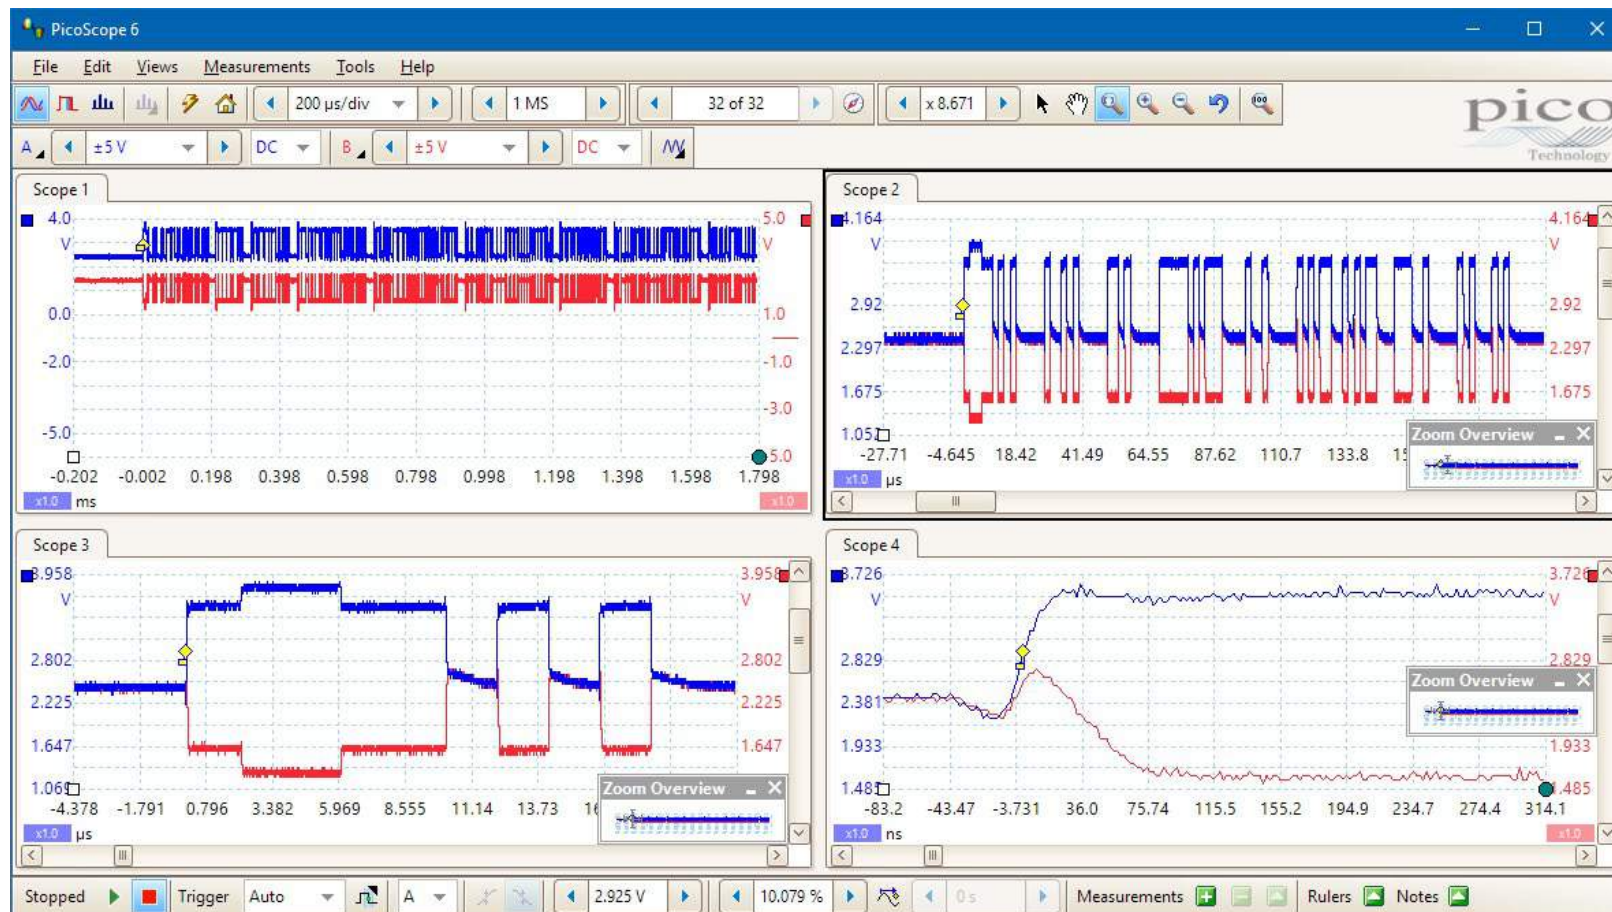 PicoScope 6
File Edit Views Measurements Tools Help
200 µs/div 1 MS 32 of 32 x 8.671
pico
Technology
A ±5 V DC B ±5 V DC
Scope 1
4.0 5.0
V V
0.0 1.0
-2.0 -1.0
-3.0
-5.0 5.0
-0.202 -0.002 0.198 0.398 0.598 0.798 0.998 1.198 1.398 1.598 1.798
x1.0 ms x1.0
Scope 2
4.164 4.164
V V
2.92 2.92
2.297 2.297
1.675 1.675
1.052
Zoom Overview
-27.71 -4.645 18.42 41.49 64.55 87.62 110.7 133.8 15
x1.0 µs
Scope 3
3.958 3.958
V V
2.802 2.802
2.225 2.225
1.647 1.647
1.069
Zoom Overview
-4.378 -1.791 0.796 3.382 5.969 8.555 11.14 13.73 16
x1.0 µs
Scope 4
3.726 3.726
V V
2.829 2.829
Zoom Overview
2.381
1.933 1.933
1.485 1.485
-83.2 -43.47 -3.731 36.0 75.74 115.5 155.2 194.9 234.7 274.4 314.1
x1.0 ns x1.0
Stopped Trigger Auto A 2.925 V 10.079 % 0 s Measurements Rulers Notes